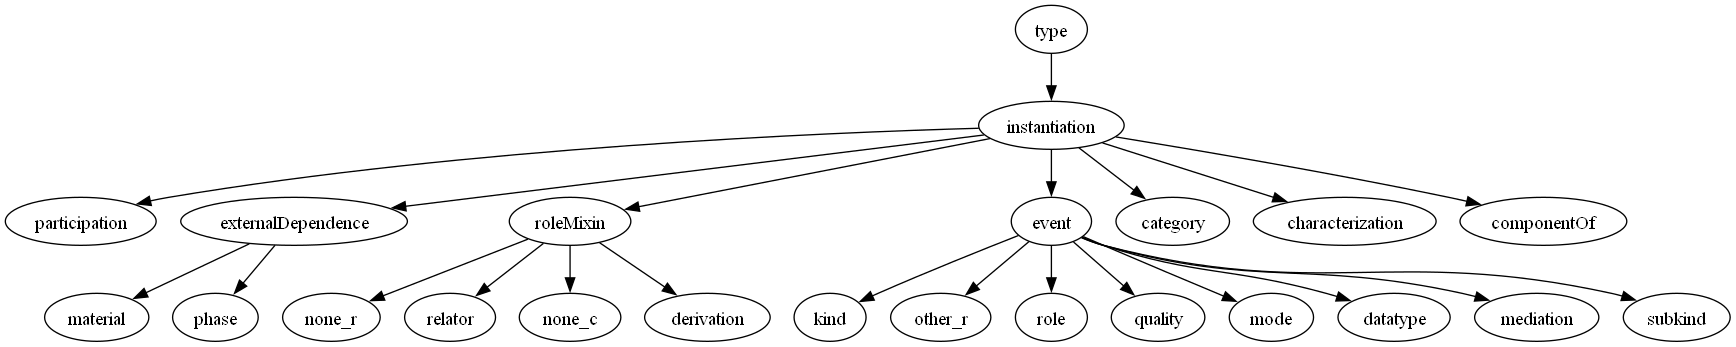 type
instantiation
participation
externalDependence
roleMixin
event
category
characterization
componentOf
material
phase
none_r
relator
none_c
derivation
kind
other_r
role
quality
mode
datatype
mediation
subkind